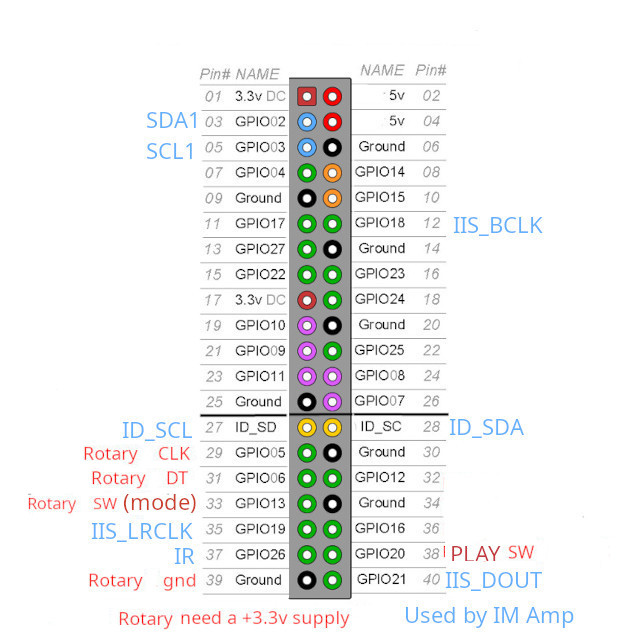 Pin# NAME NAME Pin#
01 3.3v DC 5v 02
SDA1 03 GPIO02 5v 04
SCL1 05 GPIO03 Ground 06
07 GPIO04 GPIO14 08
09 Ground GPIO15 10
11 GPIO17 GPIO18 12 IIS_BCLK
13 GPIO27 Ground 14
15 GPIO22 GPIO23 16
17 3.3v DC GPIO24 18
19 GPIO10 Ground 20
21 GPIO09 GPIO25 22
23 GPIO11 GPIO08 24
25 Ground GPIO07 26
ID_SCL 27 ID_SD ID_SC 28 ID_SDA
Rotary CLK 29 GPIO05 Ground 30
Rotary DT 31 GPIO06 GPIO12 32
Rotary SW (mode) 33 GPIO13 Ground 34
IIS_LRCLK 35 GPIO19 GPIO16 36
IR 37 GPIO26 GPIO20 38 PLAY SW
Rotary gnd 39 Ground GPIO21 40 IIS_DOUT
Rotary need a +3.3v supply Used by IM Amp